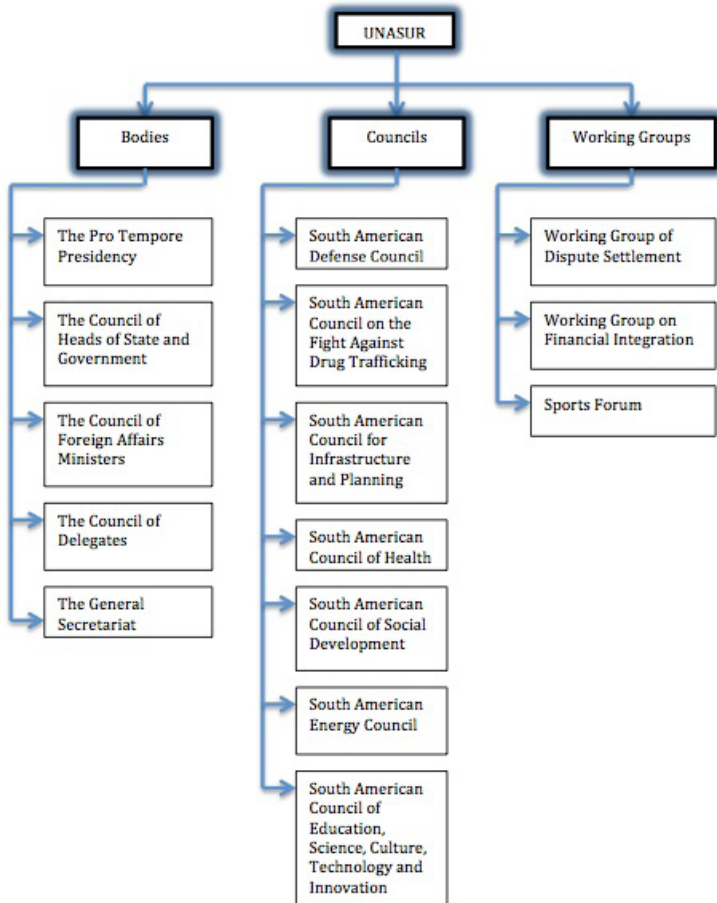 UNASUR
Bodies
Councils
Working Groups
The Pro Tempore
Presidency
The Council of
Heads of State and
Government
The Council of
Foreign Affairs
Ministers
The Council of
Delegates
The General
Secretariat
South American
Defense Council
South American
Council on the
Fight Against
Drug Trafficking
South American
Council for
Infrastructure
and Planning
South American
Council of Health
South American
Council of Social
Development
South American
Energy Council
South American
Council of
Education,
Science, Culture,
Technology and
Innovation
Working Group of
Dispute Settlement
Working Group on
Financial Integration
Sports Forum